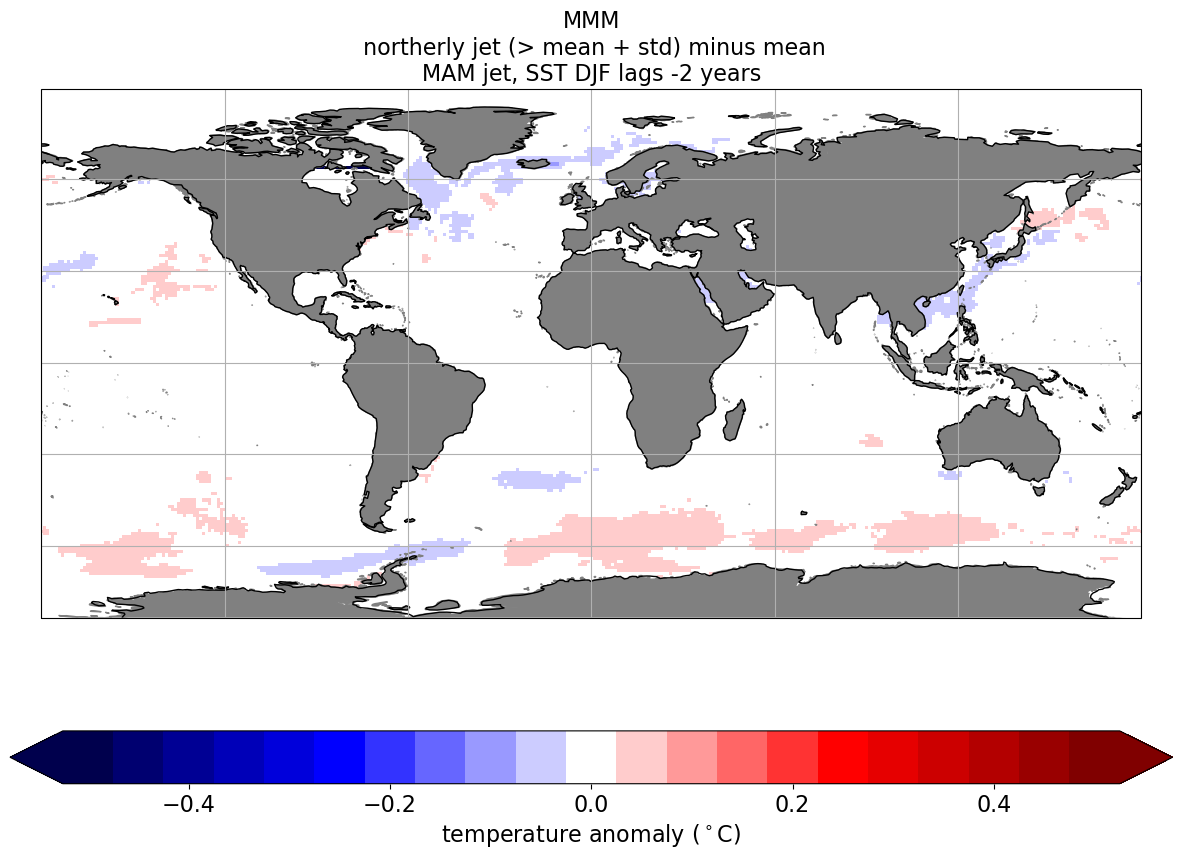 MMM
northerly jet (> mean + std) minus mean
MAM jet, SST DJF lags -2 years
−0.4 −0.2 0.0 0.2 0.4
temperature anomaly (°C)